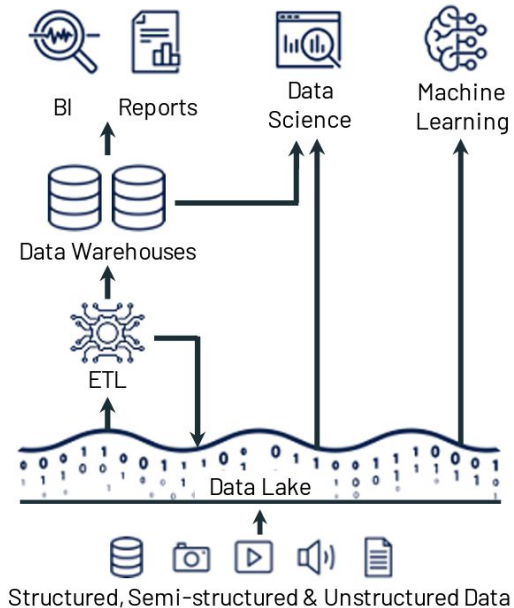 BI
Reports
Data
Science
Machine
Learning
Data Warehouses
ETL
Data Lake
Structured, Semi-structured & Unstructured Data